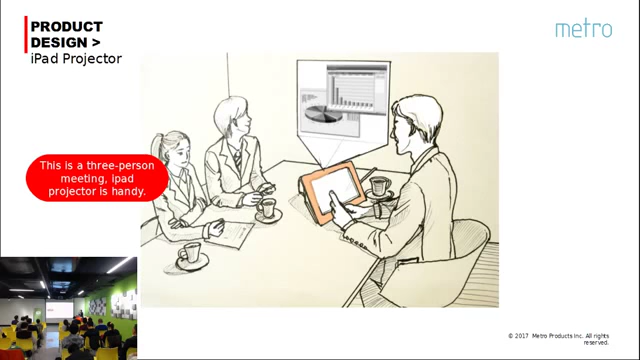 PRODUCT
DESIGN >
iPad Projector
metro
This is a three-person
meeting, ipad
projector is handy.
© 2017 Metro Products Inc. All rights
reserved.